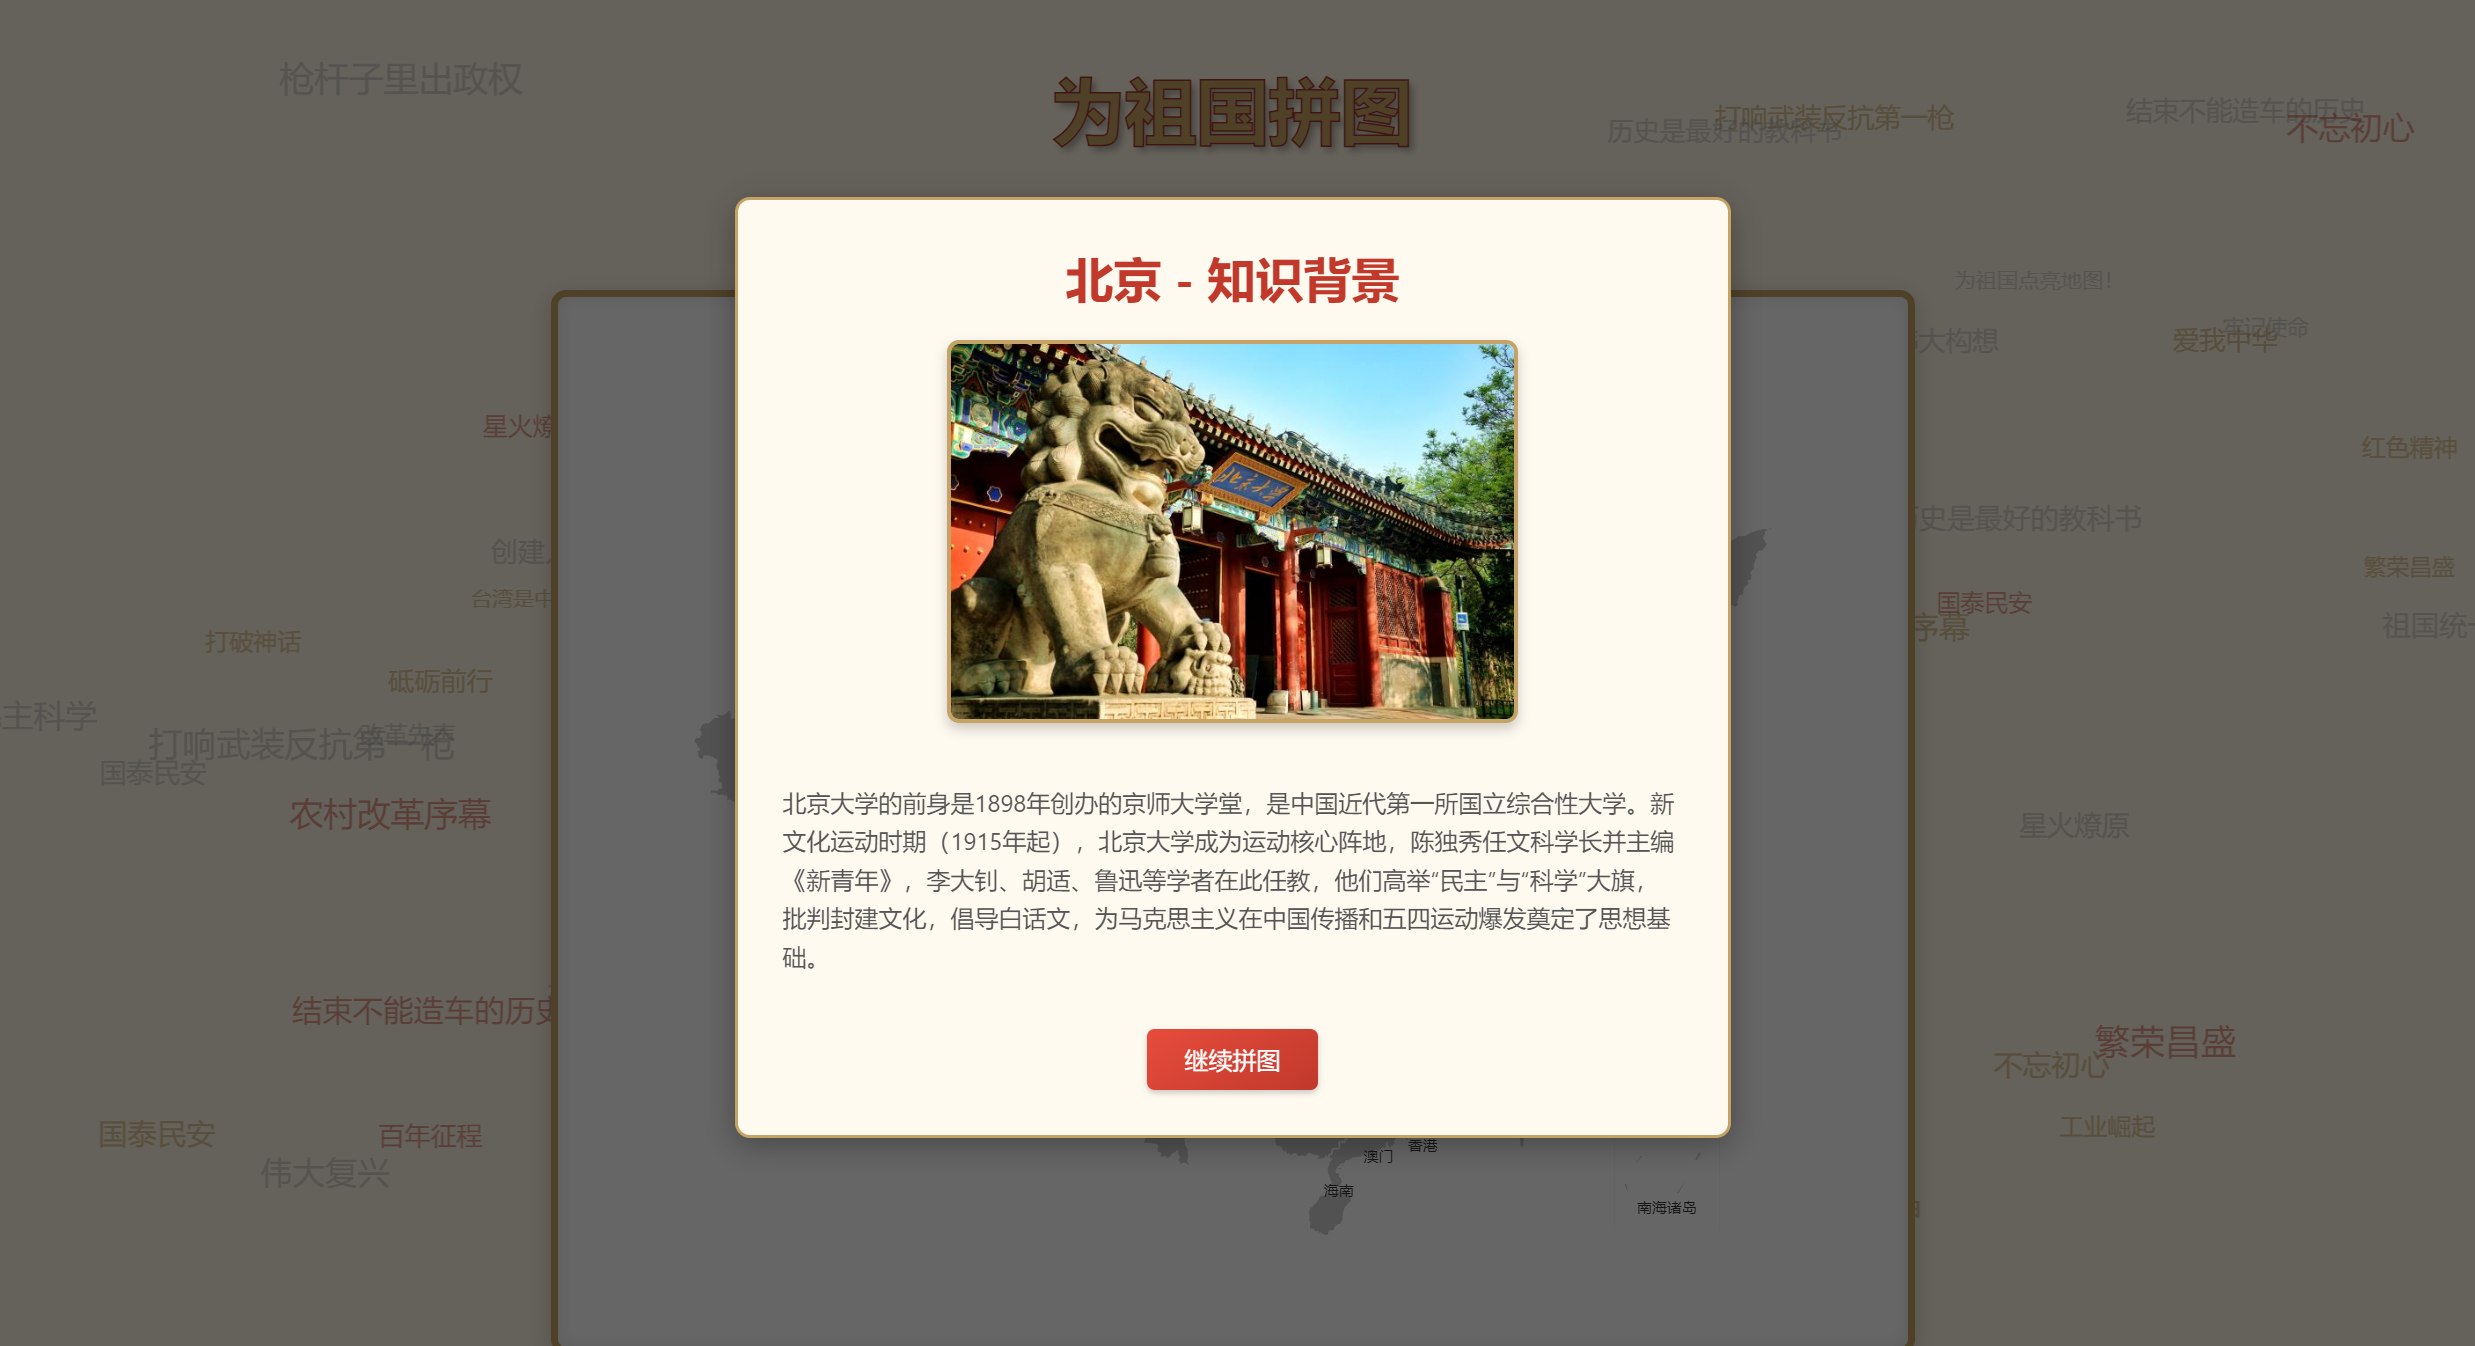 枪杆子里出政权
为祖国拼图
打响武装反抗第一枪
历史是最好的教科书
结束不能造车的历史
不忘初心
北京 - 知识背景
为祖国点亮地图!
牢记使命
大构想
爱我中华
星火燎
红色精神
北京大学
史是最好的教科书
创建
繁荣昌盛
台湾是中
国泰民安
序幕
祖国统一
打破神话
砥砺前行
主科学
改革先声
打响武装反抗第一枪
国泰民安
农村改革序幕
北京大学的前身是1898年创办的京师大学堂，是中国近代第一所国立综合性大学。新
文化运动时期（1915年起），北京大学成为运动核心阵地，陈独秀任文科学长并主编
《新青年》，李大钊、胡适、鲁迅等学者在此任教，他们高举“民主”与“科学”大旗，
批判封建文化，倡导白话文，为马克思主义在中国传播和五四运动爆发奠定了思想基
础。
星火燎原
结束不能造车的历史
继续拼图
繁荣昌盛
不忘初心
国泰民安
百年征程
工业崛起
伟大复兴
香港
澳门
海南
南海诸岛